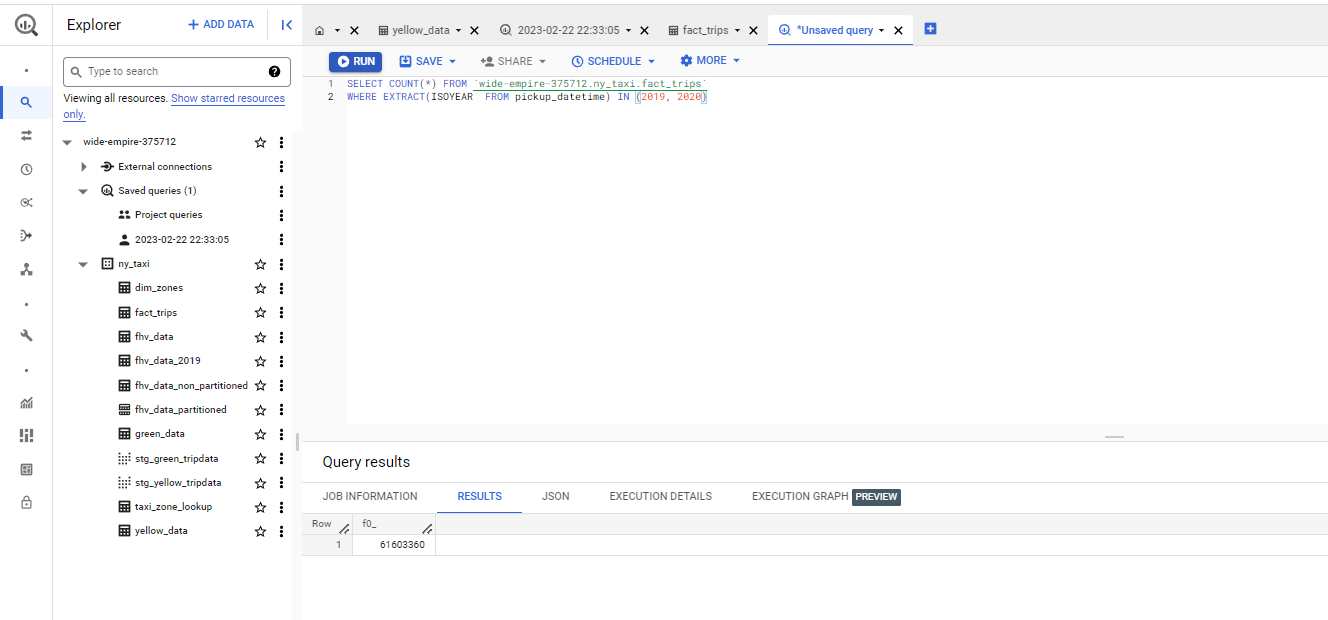 Explorer
+ ADD DATA
Type to search
Viewing all resources. Show starred resources
only.
wide-empire-375712
External connections
Saved queries (1)
Project queries
2023-02-22 22:33:05
ny_taxi
dim_zones
fact_trips
fhv_data
fhv_data_2019
fhv_data_non_partitioned
fhv_data_partitioned
green_data
stg_green_tripdata
stg_yellow_tripdata
taxi_zone_lookup
yellow_data
yellow_data 2023-02-22 22:33:05 fact_trips *Unsaved query
RUN SAVE SHARE SCHEDULE MORE
1 SELECT COUNT(*) FROM `wide-empire-375712.ny_taxi.fact_trips`
2 WHERE EXTRACT(ISOYEAR  FROM pickup_datetime) IN (2019, 2020)
Query results
JOB INFORMATION RESULTS JSON EXECUTION DETAILS EXECUTION GRAPH PREVIEW
Row f0_
1 61603360